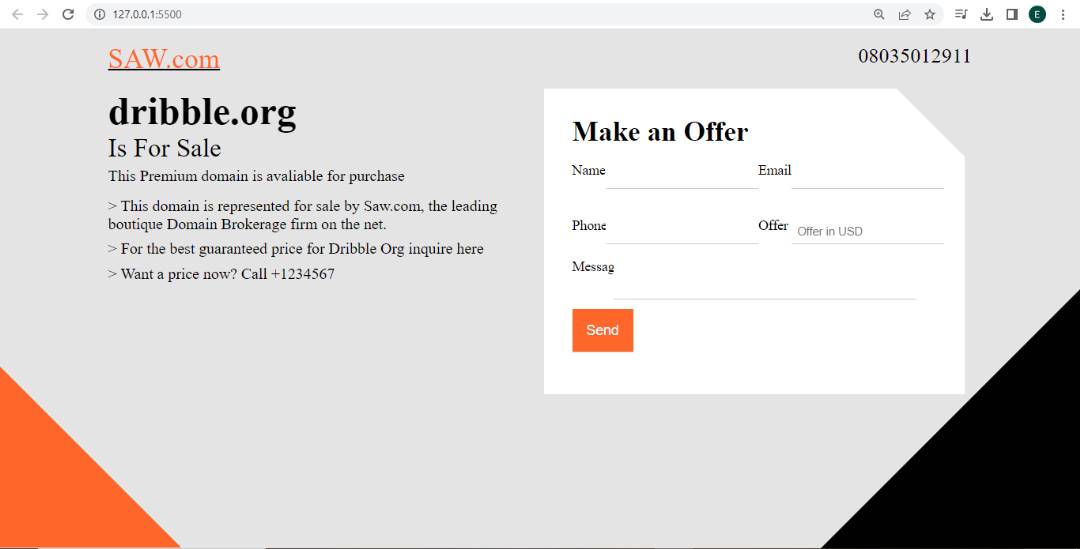 127.0.0.1:5500
E
SAW.com
08035012911
dribble.org
Is For Sale
This Premium domain is avaliable for purchase
> This domain is represented for sale by Saw.com, the leading
boutique Domain Brokerage firm on the net.
> For the best guaranteed price for Dribble Org inquire here
> Want a price now? Call +1234567
Make an Offer
Name Email
Phone Offer Offer in USD
Messag
Send